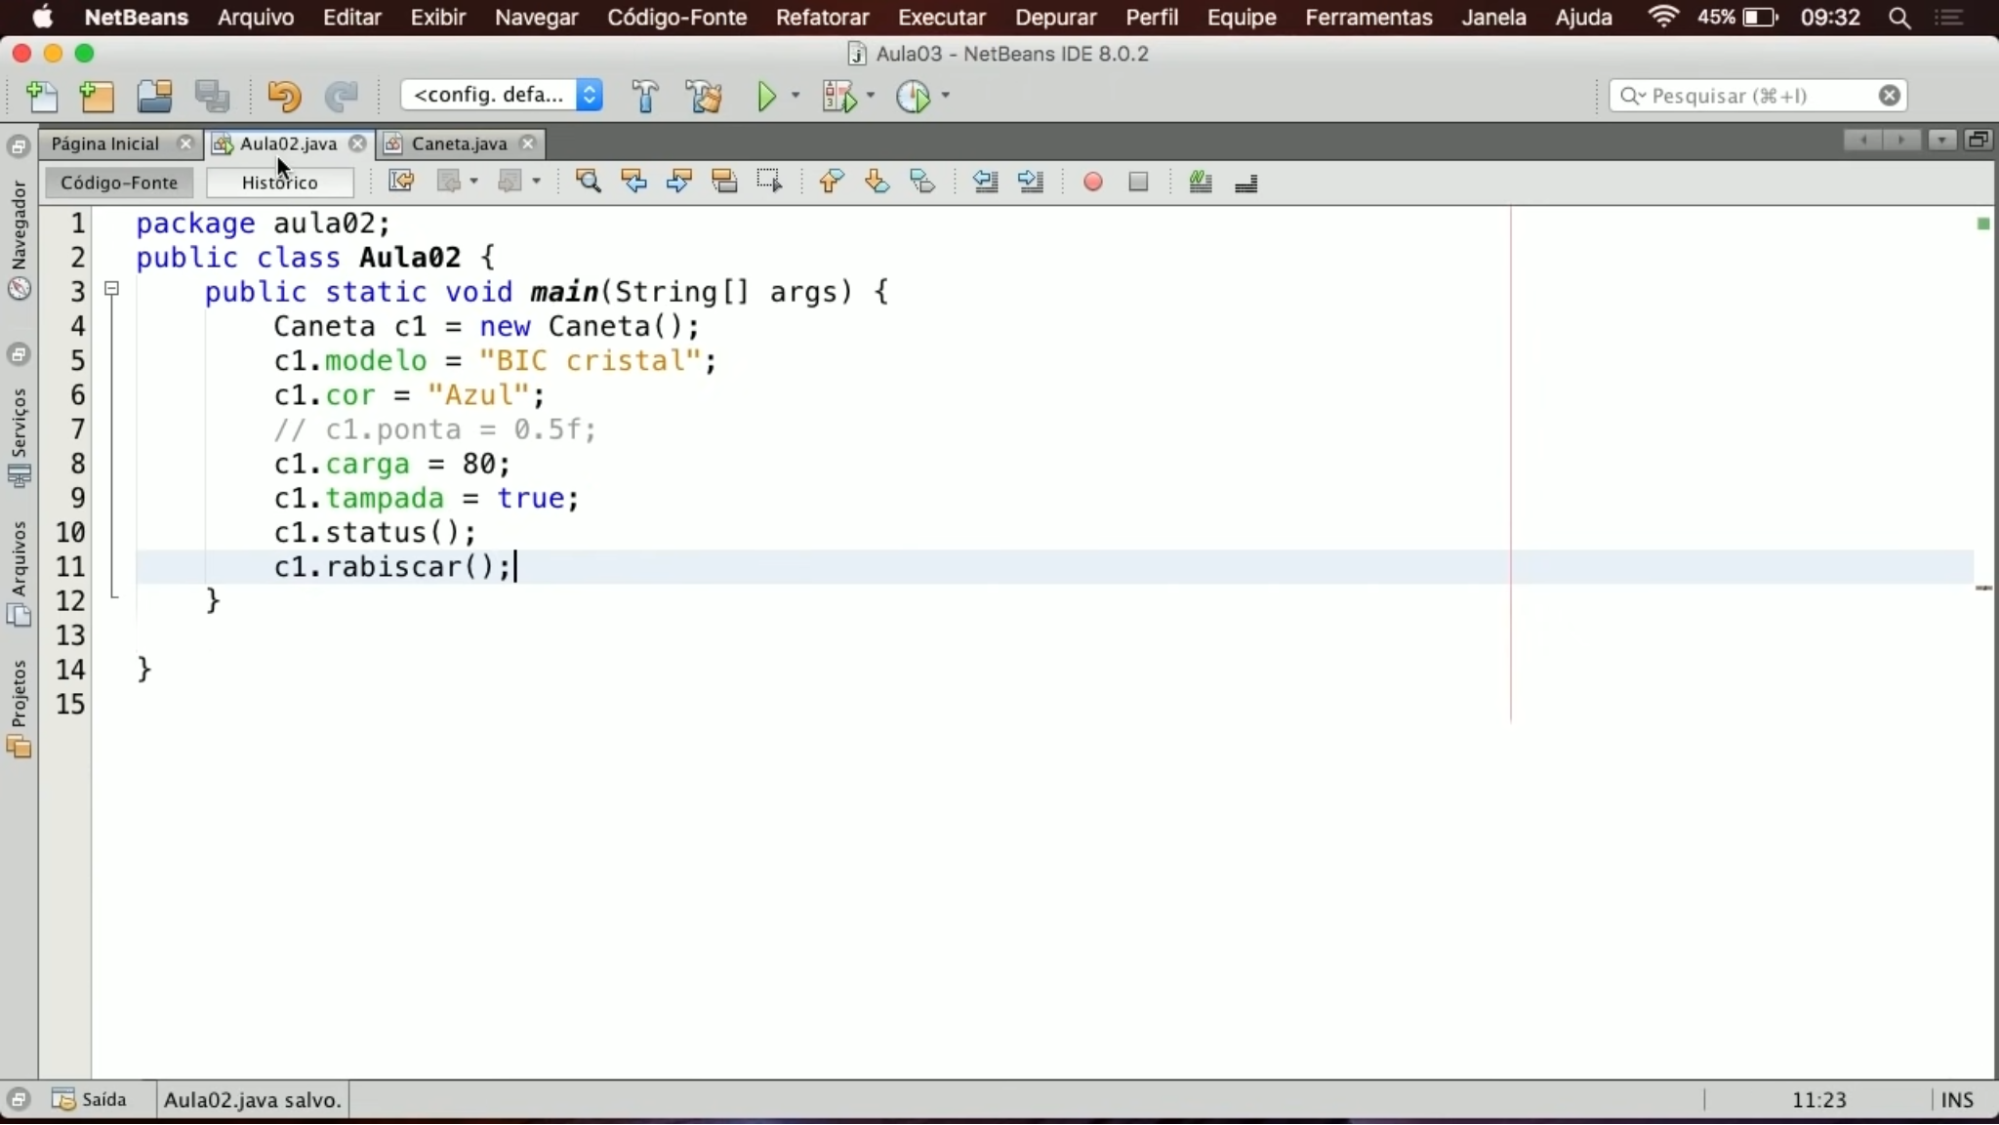 NetBeans Arquivo Editar Exibir Navegar Código-Fonte Refatorar Executar Depurar Perfil Equipe Ferramentas Janela Ajuda 45% 09:32
Aula03 - NetBeans IDE 8.0.2
<config. defa... Pesquisar (⌘+I)
Página Inicial Aula02.java Caneta.java
Código-Fonte Histórico
Navegador
Serviços
Arquivos
Projetos
1 package aula02;
2 public class Aula02 {
3 public static void main(String[] args) {
4 Caneta c1 = new Caneta();
5 c1.modelo = "BIC cristal";
6 c1.cor = "Azul";
7 // c1.ponta = 0.5f;
8 c1.carga = 80;
9 c1.tampada = true;
10 c1.status();
11 c1.rabiscar();
12 }
13
14 }
15
Saída Aula02.java salvo. 11:23 INS